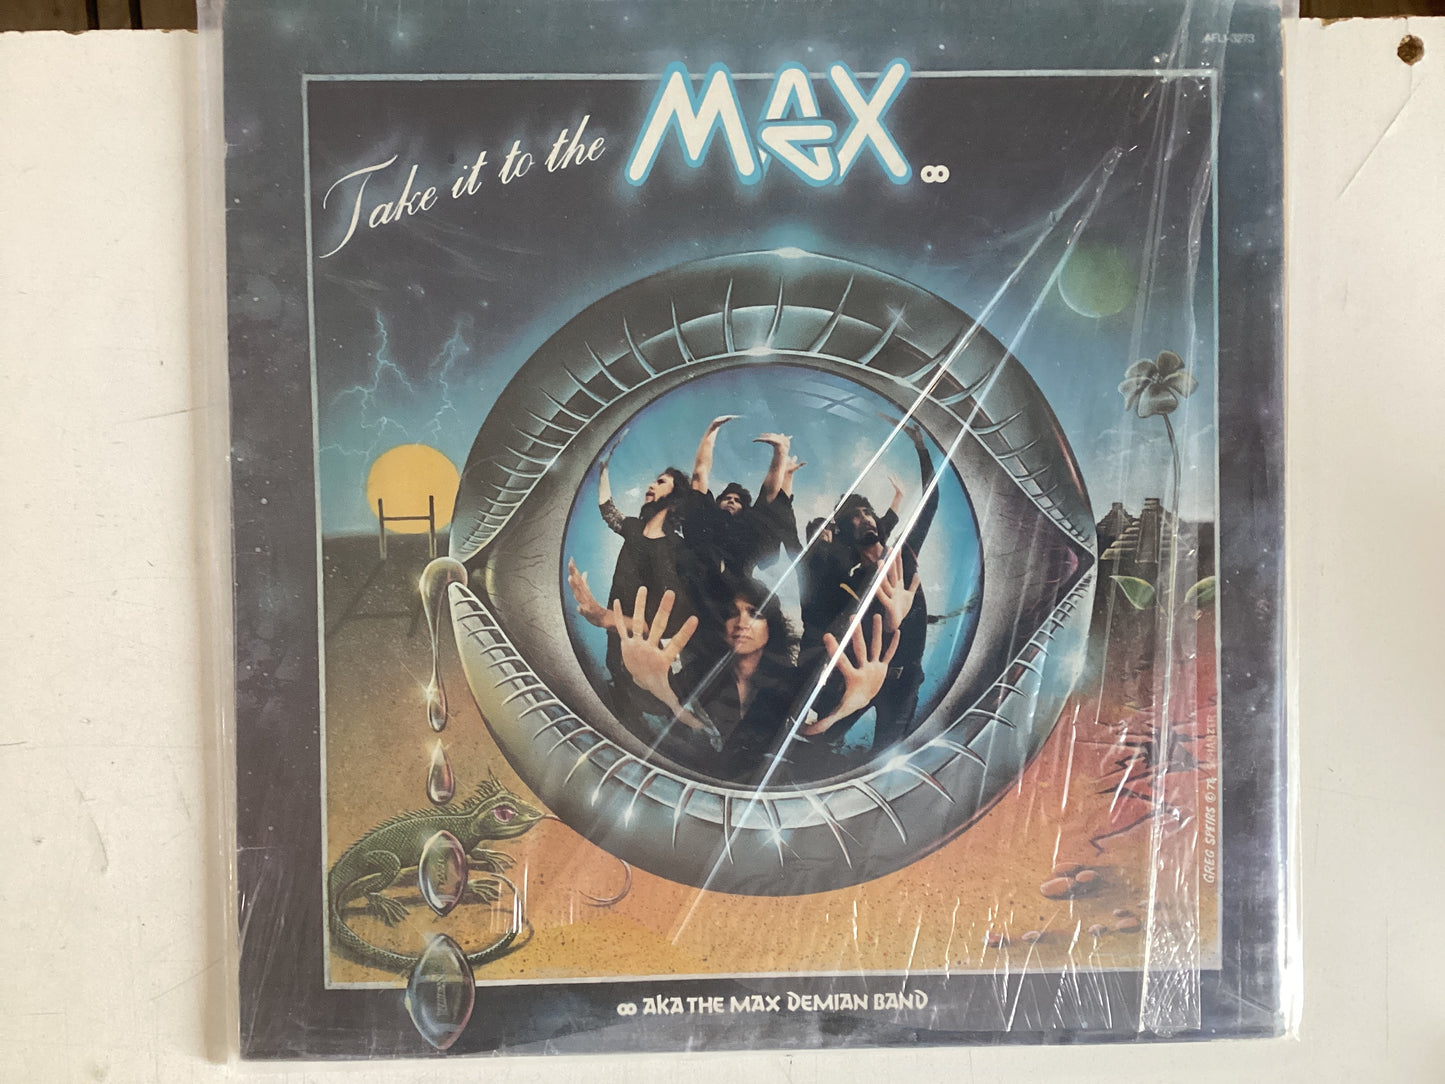 AFL1-3273
Take it to the MAX ∞
GREG SPEIRS ©
∞ AKA THE MAX DEMIAN BAND